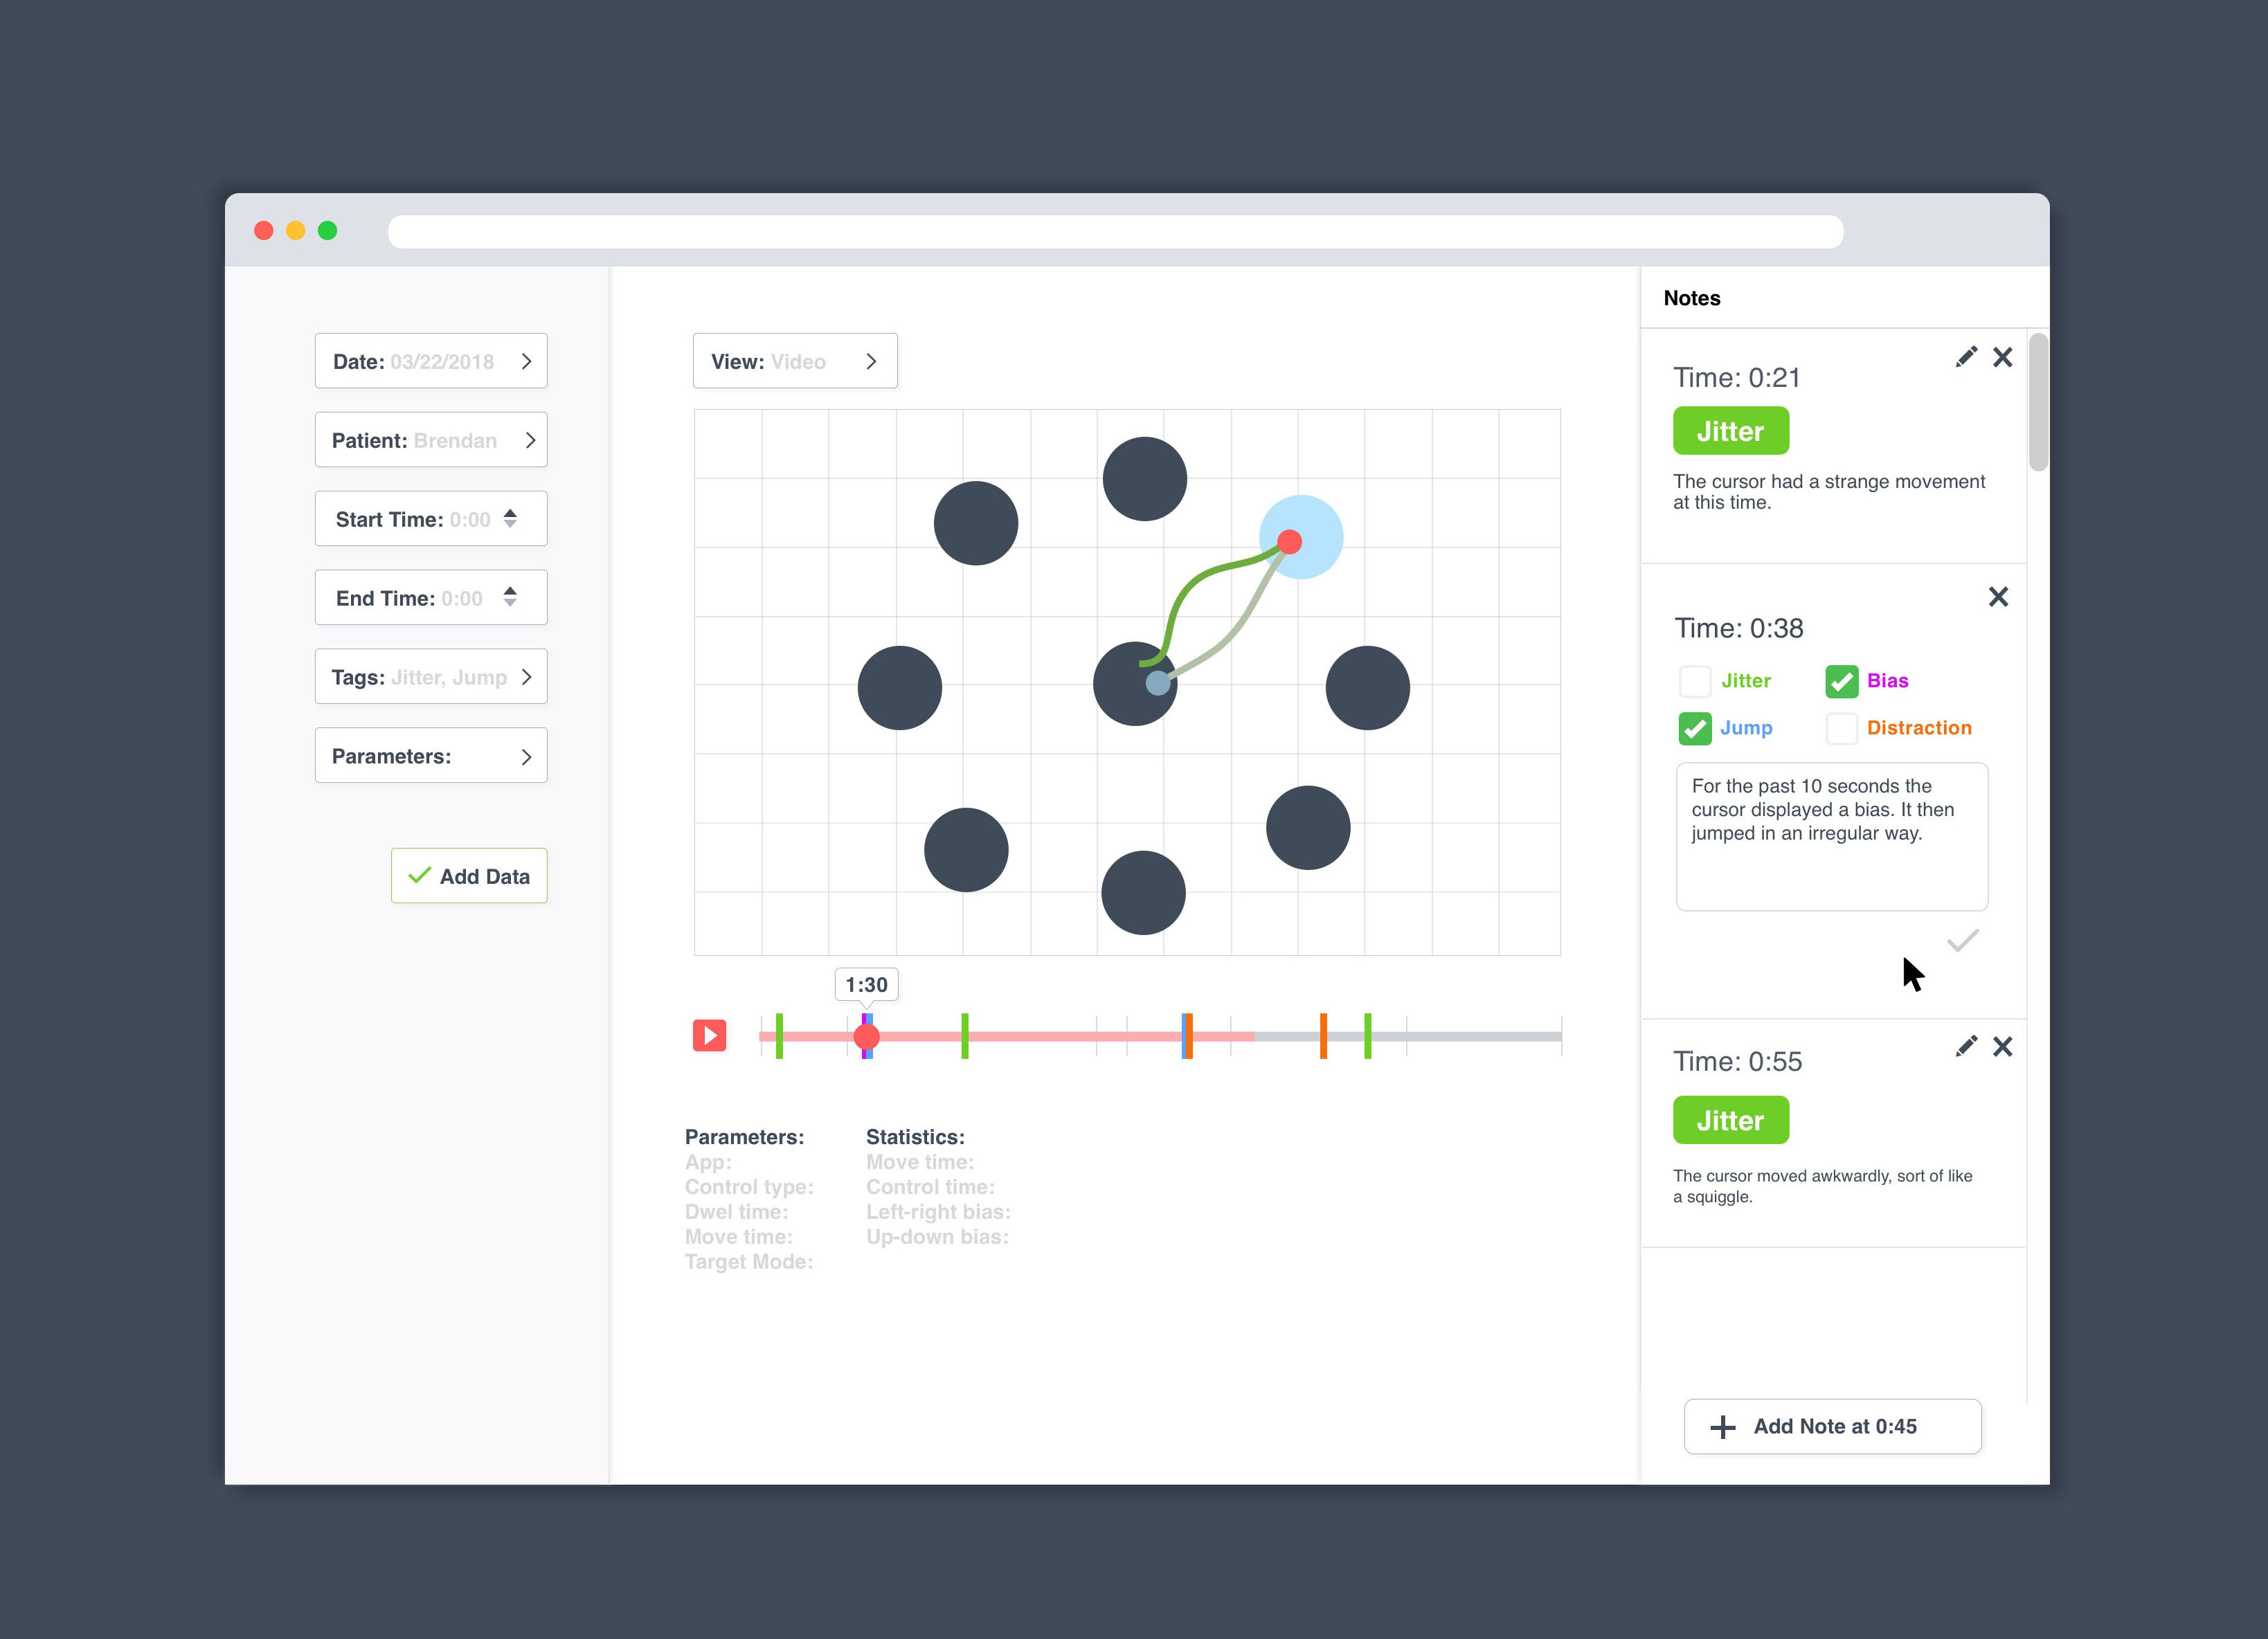 Date: 03/22/2018
Patient: Brendan
Start Time: 0:00
End Time: 0:00
Tags: Jitter, Jump
Parameters:
Add Data
View: Video
1:30
Parameters:
App:
Control type:
Dwel time:
Move time:
Target Mode:
Statistics:
Move time:
Control time:
Left-right bias:
Up-down bias:
Notes
Time: 0:21
Jitter
The cursor had a strange movement
at this time.
Time: 0:38
Jitter
Bias
Jump
Distraction
For the past 10 seconds the
cursor displayed a bias. It then
jumped in an irregular way.
Time: 0:55
Jitter
The cursor moved awkwardly, sort of like
a squiggle.
Add Note at 0:45